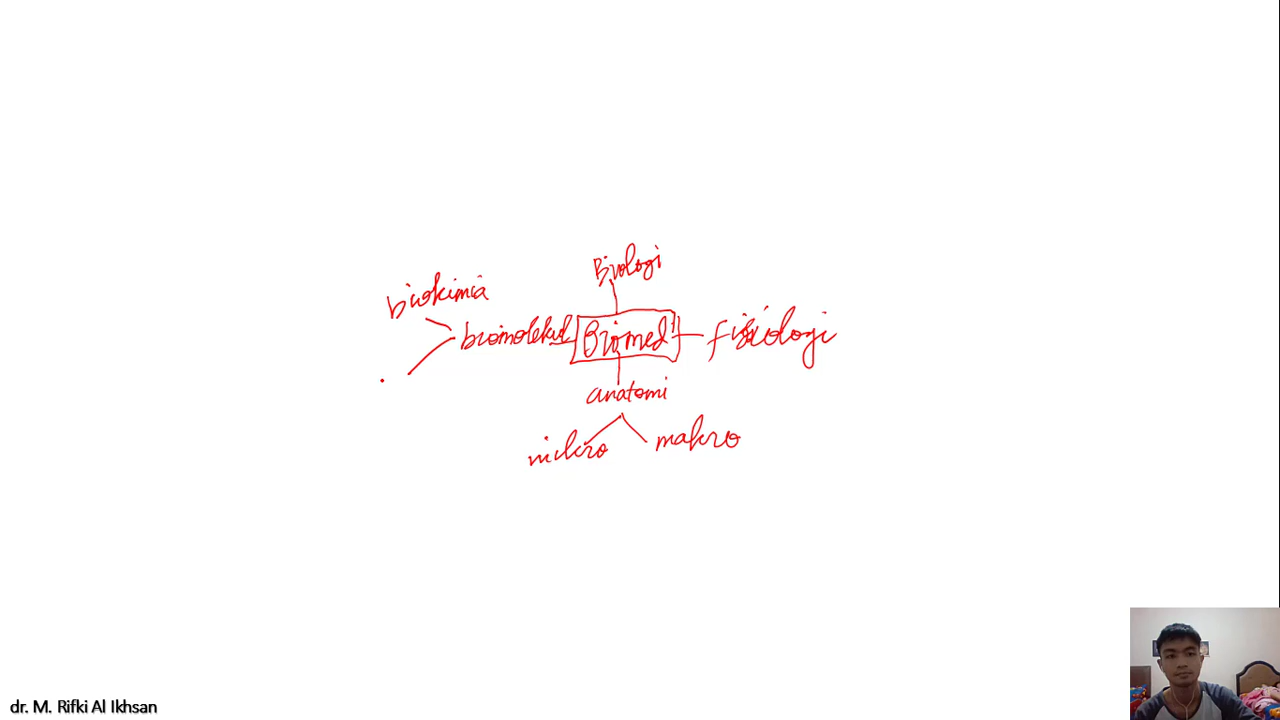 Biologi
biokimia
biomolekul
Biomed
fisiologi
anatomi
mikro
makro
dr. M. Rifki Al Ikhsan